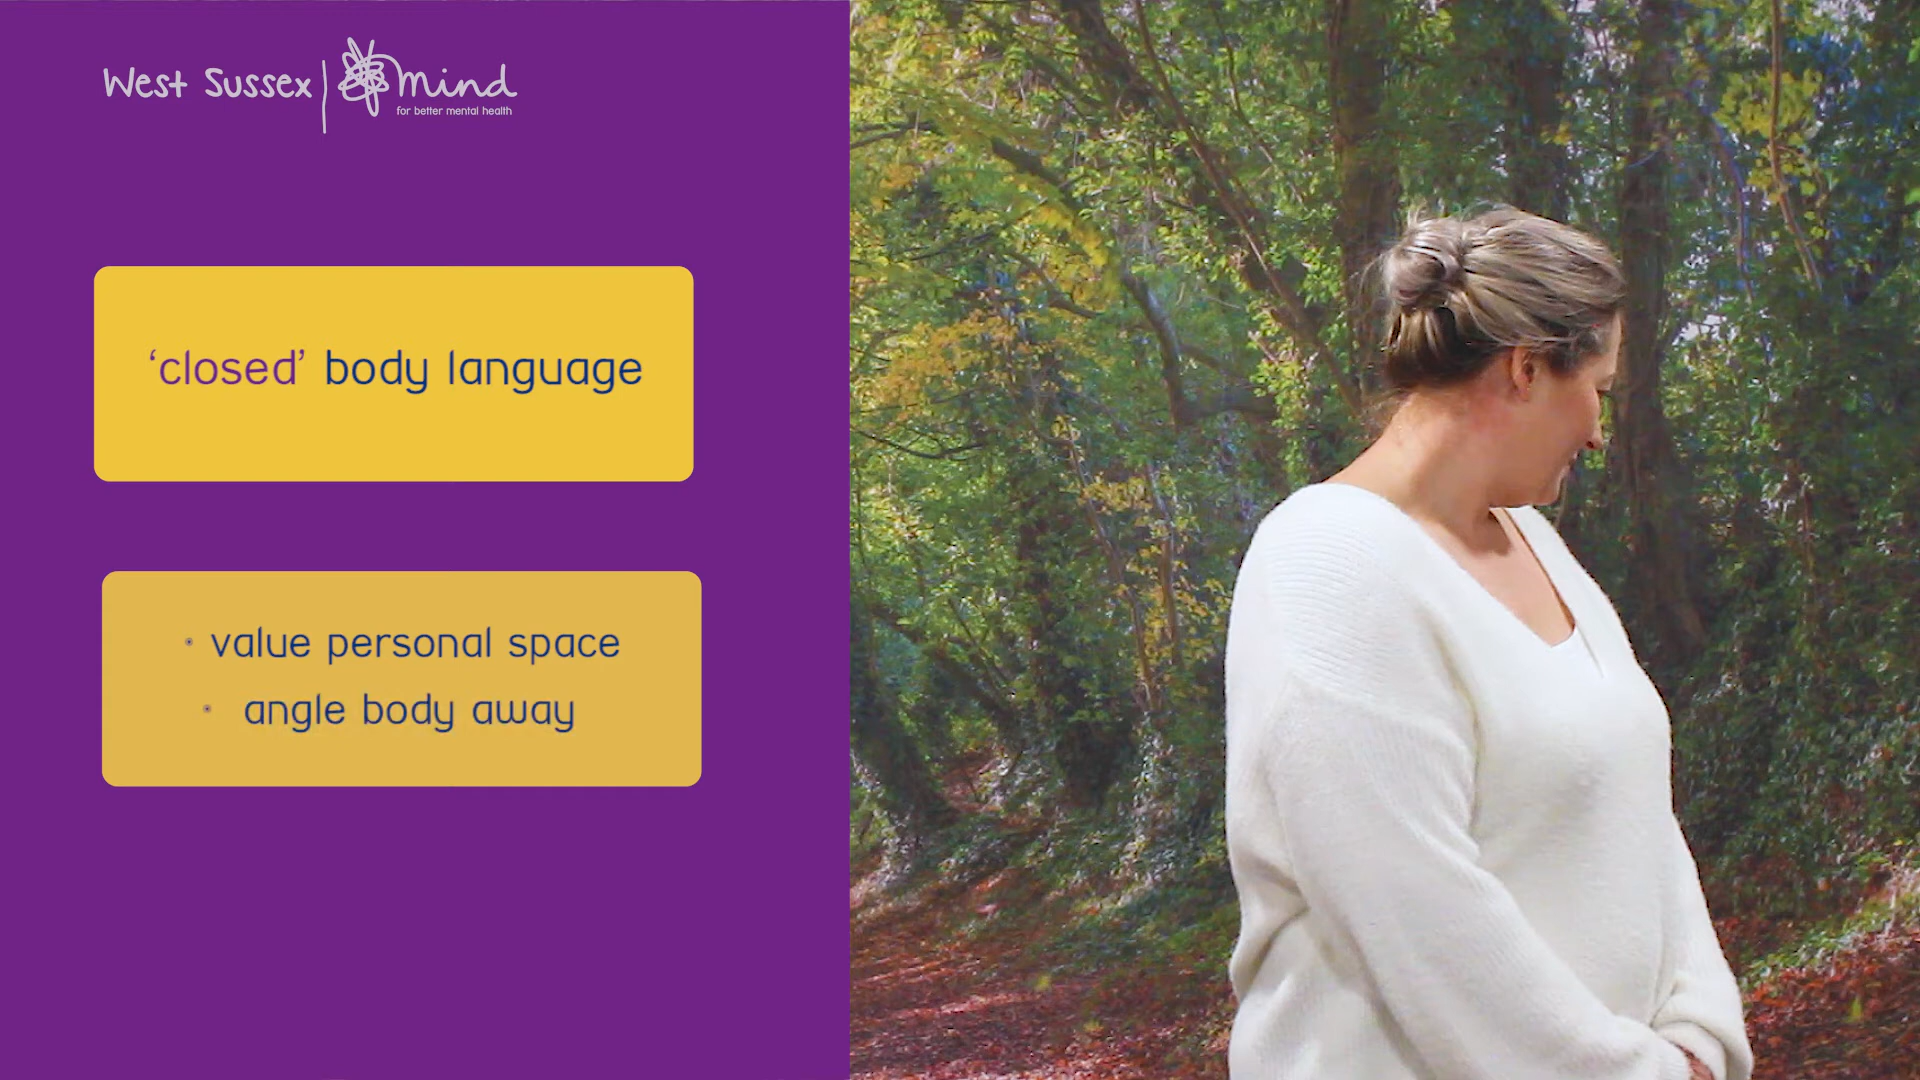 West Sussex mind
for better mental health
‘closed’ body language
• value personal space
• angle body away